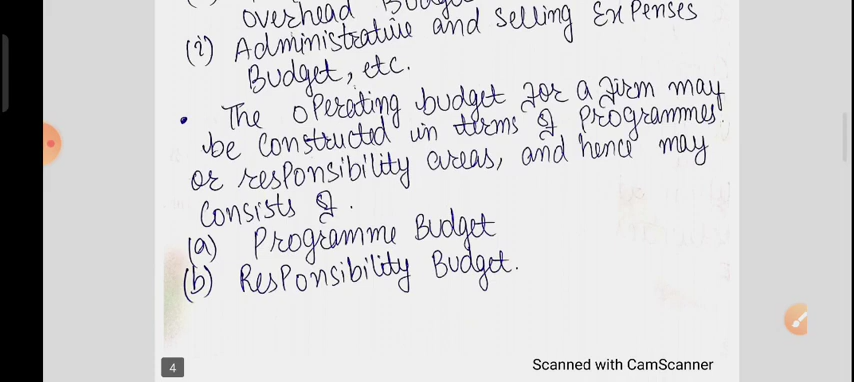 overhead Budget
(i) Administrative and selling Expenses
Budget, etc.
• The operating budget for a firm may
be constructed in terms of programmes
or responsibility areas, and hence may
consists of.
(a) Programme Budget
(b) Responsibility Budget.
4
Scanned with CamScanner